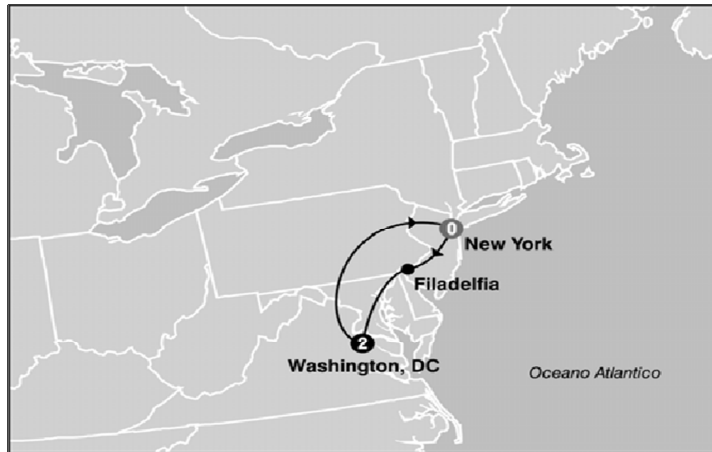 0
New York
Filadelfia
2
Washington, DC
Oceano Atlantico